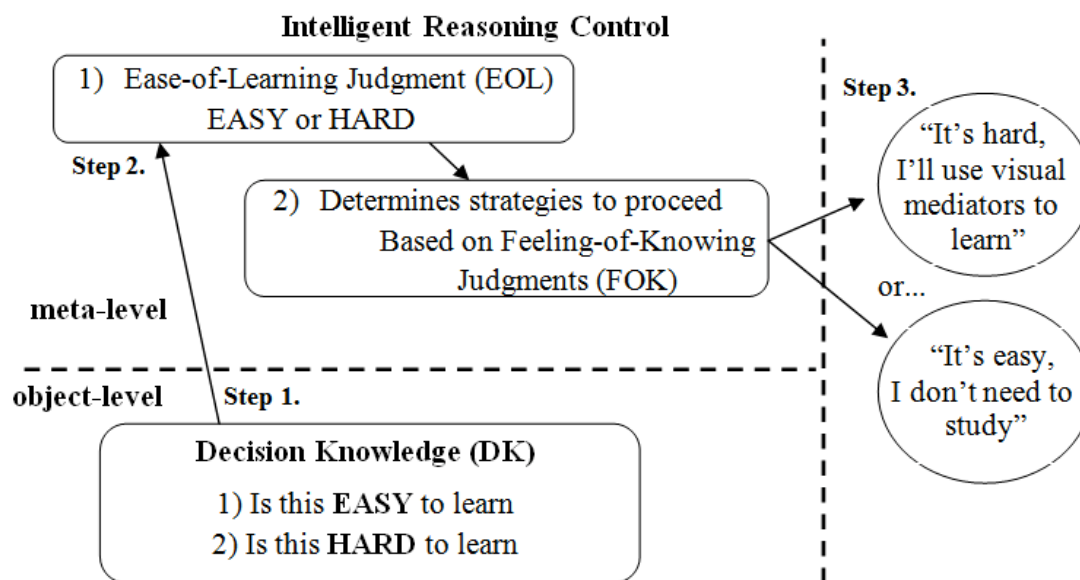 Intelligent Reasoning Control
1) Ease-of-Learning Judgment (EOL)
EASY or HARD
Step 2.
2) Determines strategies to proceed
Based on Feeling-of-Knowing
Judgments (FOK)
meta-level
object-level
Step 1.
Decision Knowledge (DK)
1) Is this EASY to learn
2) Is this HARD to learn
Step 3.
“It’s hard,
I’ll use visual
mediators to
learn”
or...
“It’s easy,
I don’t need to
study”